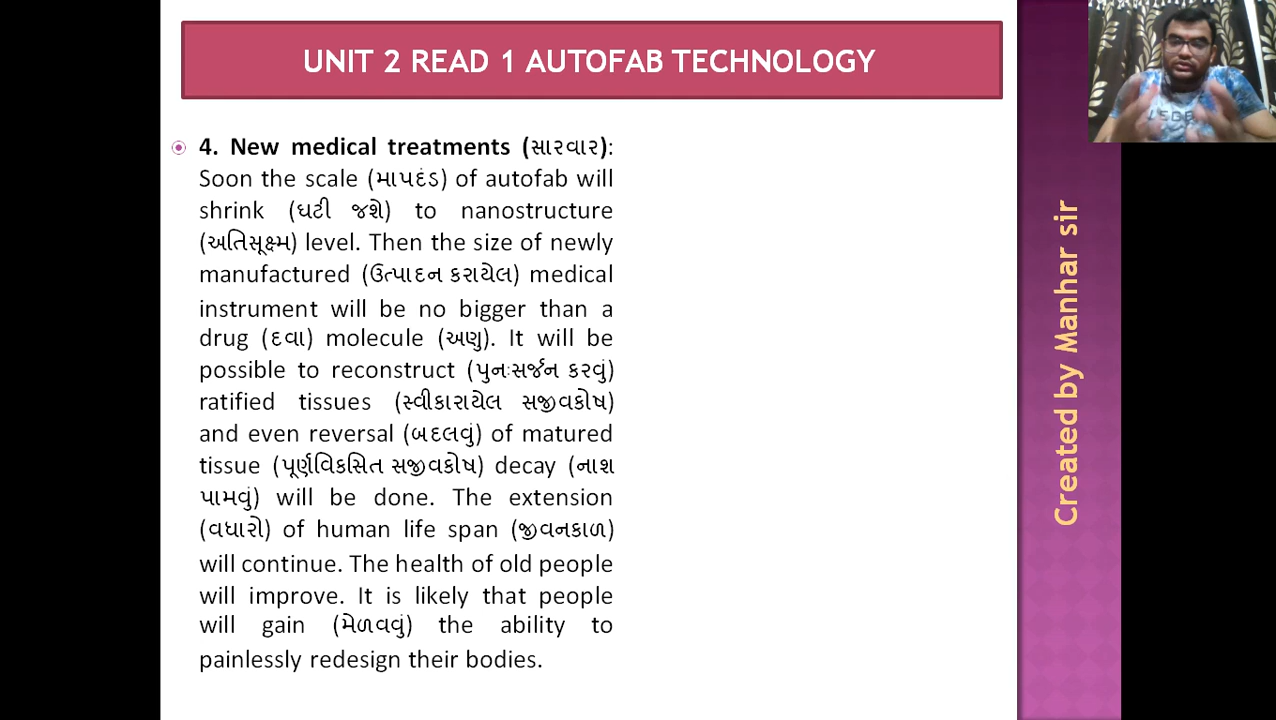 UNIT 2 READ 1 AUTOFAB TECHNOLOGY
4. New medical treatments (સારવાર):
Soon the scale (માપદંડ) of autofab will
shrink (ઘટી જશે) to nanostructure
(અતિસૂક્ષ્મ) level. Then the size of newly
manufactured (ઉત્પાદન કરાયેલ) medical
instrument will be no bigger than a
drug (દવા) molecule (અણુ). It will be
possible to reconstruct (પુનઃસર્જન કરવું)
ratified tissues (સ્વીકારાયેલ સજીવકોષ)
and even reversal (બદલવું) of matured
tissue (પૂર્ણવિકસિત સજીવકોષ) decay (નાશ
પામવું) will be done. The extension
(વધારો) of human life span (જીવનકાળ)
will continue. The health of old people
will improve. It is likely that people
will gain (મેળવવું) the ability to
painlessly redesign their bodies.
Created by Manhar sir